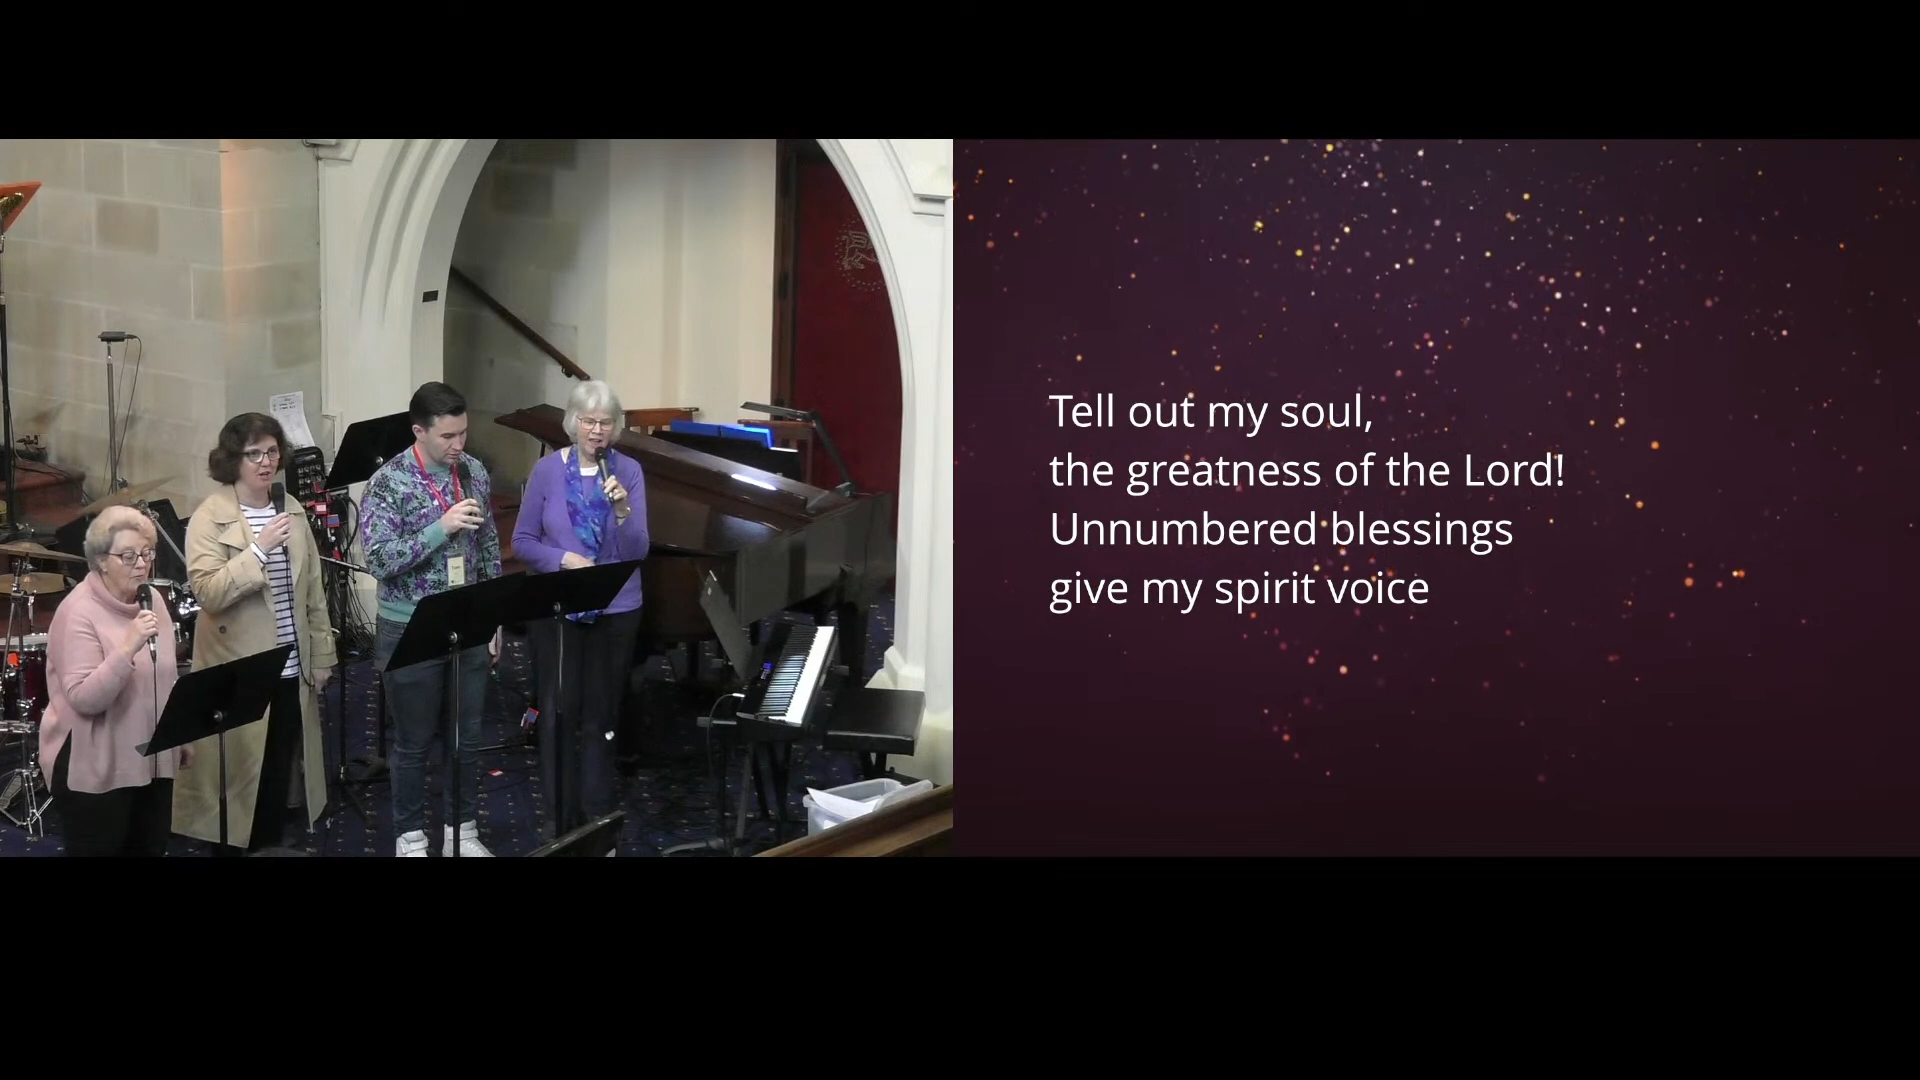 Tell out my soul,
the greatness of the Lord!
Unnumbered blessings
give my spirit voice